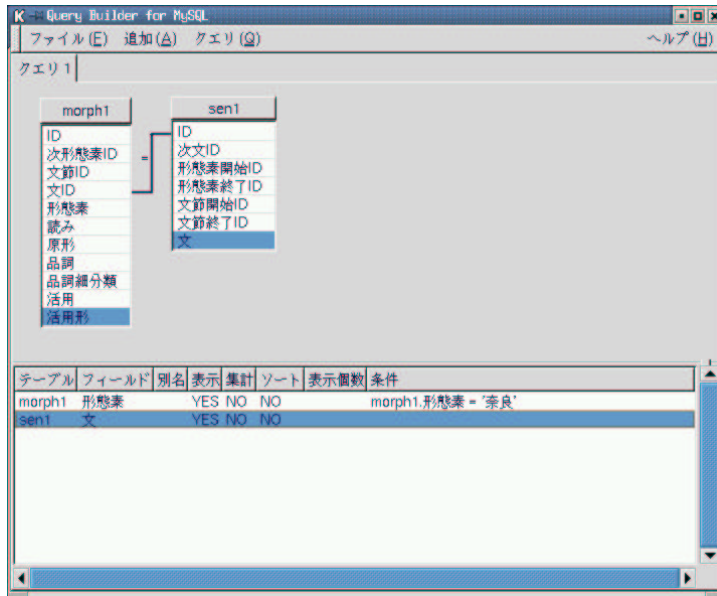 Query Builder for MySQL
ファイル(E) 追加(A) クエリ(Q) ヘルプ(H)
クエリ 1
morph1
ID
次形態素ID
文節ID
文ID
形態素
読み
原形
品詞
品詞細分類
活用
活用形
=
sen1
ID
次文ID
形態素開始ID
形態素終了ID
文節開始ID
文節終了ID
文
テーブル フィールド 別名 表示 集計 ソート 表示個数 条件
morph1 形態素 YES NO NO morph1.形態素 = '奈良'
sen1 文 YES NO NO